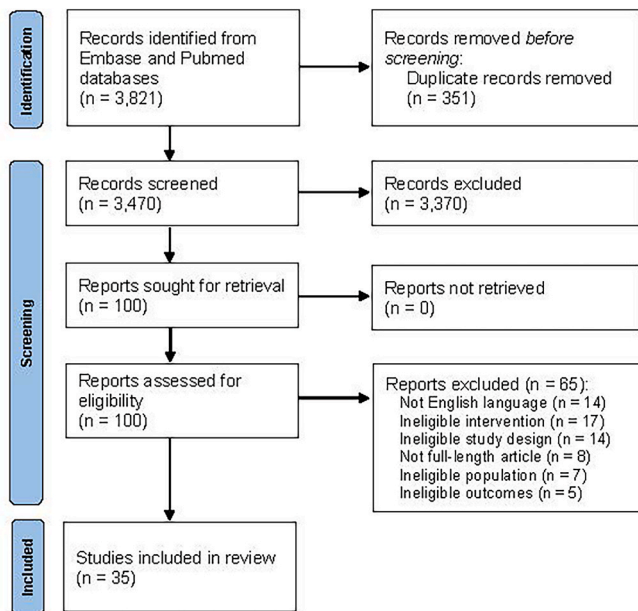 Identification
Records identified from
Embase and Pubmed
databases
(n = 3,821)
Records removed before
screening:
Duplicate records removed
(n = 351)
Screening
Records screened
(n = 3,470)
Records excluded
(n = 3,370)
Reports sought for retrieval
(n = 100)
Reports not retrieved
(n = 0)
Reports assessed for
eligibility
(n = 100)
Reports excluded (n = 65):
Not English language (n = 14)
Ineligible intervention (n = 17)
Ineligible study design (n = 14)
Not full-length article (n = 8)
Ineligible population (n = 7)
Ineligible outcomes (n = 5)
Included
Studies included in review
(n = 35)